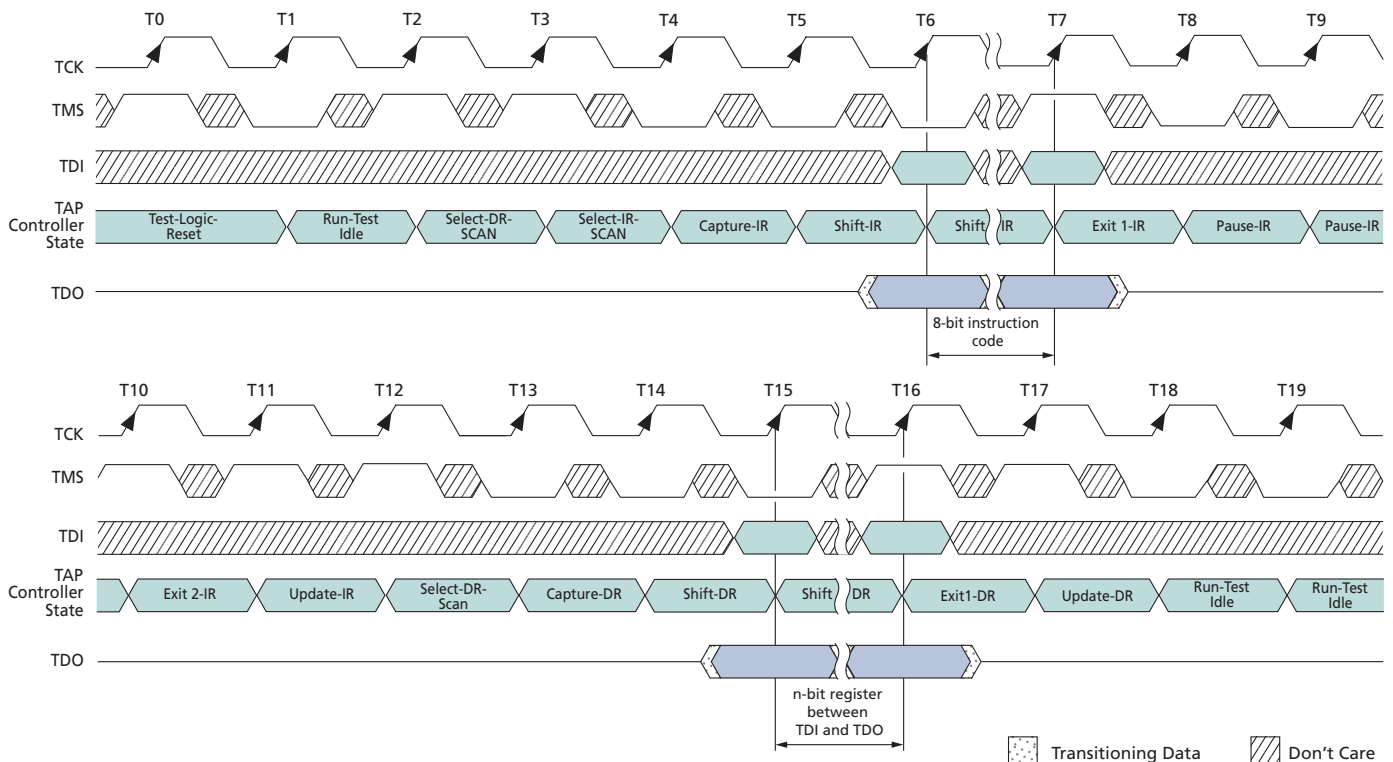 T0 T1 T2 T3 T4 T5 T6 T7 T8 T9
TCK
TMS
TDI
TAP
Controller
State
Test-Logic-
Reset
Run-Test
Idle
Select-DR-
SCAN
Select-IR-
SCAN
Capture-IR
Shift-IR
Shift IR
Exit 1-IR
Pause-IR
Pause-IR
TDO
8-bit instruction
code
T10 T11 T12 T13 T14 T15 T16 T17 T18 T19
TCK
TMS
TDI
TAP
Controller
State
Exit 2-IR
Update-IR
Select-DR-
Scan
Capture-DR
Shift-DR
Shift DR
Exit1-DR
Update-DR
Run-Test
Idle
Run-Test
Idle
TDO
n-bit register
between
TDI and TDO
Transitioning Data
Don't Care